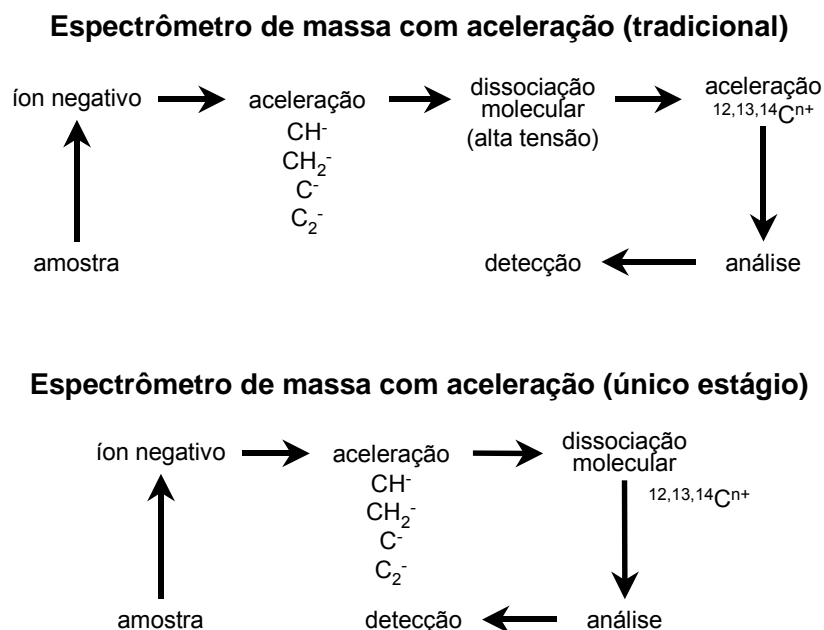 Espectrômetro de massa com aceleração (tradicional)
íon negativo
aceleração
CH⁻
CH₂⁻
C⁻
C₂⁻
dissociação
molecular
(alta tensão)
aceleração
¹²,¹³,¹⁴Cⁿ⁺
amostra
detecção
análise
Espectrômetro de massa com aceleração (único estágio)
íon negativo
aceleração
CH⁻
CH₂⁻
C⁻
C₂⁻
dissociação
molecular
¹²,¹³,¹⁴Cⁿ⁺
amostra
detecção
análise